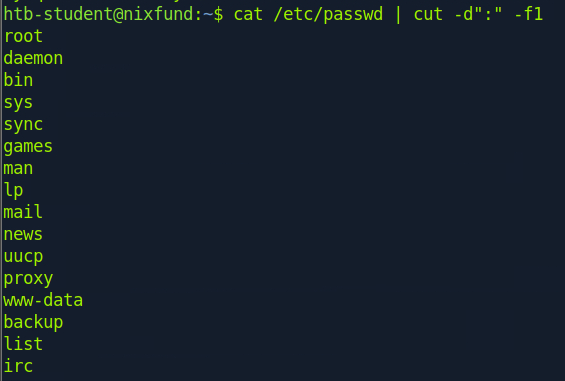 htb-student@nixfund:~$ cat /etc/passwd | cut -d":" -f1
root
daemon
bin
sys
sync
games
man
lp
mail
news
uucp
proxy
www-data
backup
list
irc